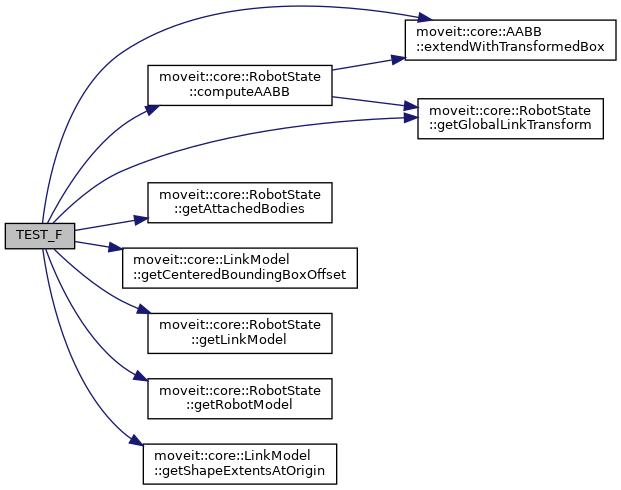 moveit::core::AABB
::extendWithTransformedBox
moveit::core::RobotState
::computeAABB
moveit::core::RobotState
::getGlobalLinkTransform
moveit::core::RobotState
::getAttachedBodies
TEST_F
moveit::core::LinkModel
::getCenteredBoundingBoxOffset
moveit::core::RobotState
::getLinkModel
moveit::core::RobotState
::getRobotModel
moveit::core::LinkModel
::getShapeExtentsAtOrigin